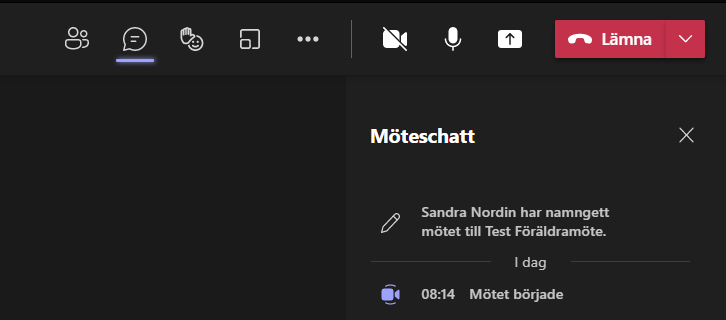 Lämna
Möteschatt
Sandra Nordin har namngett
mötet till Test Föräldramöte.
I dag
08:14 Mötet började